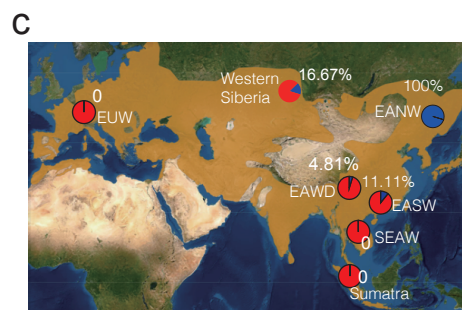 C
Western
Siberia
16.67%
100%
EANW
0
EUW
4.81%
EAWD
11.11%
EASW
SEAW
0
0
Sumatra